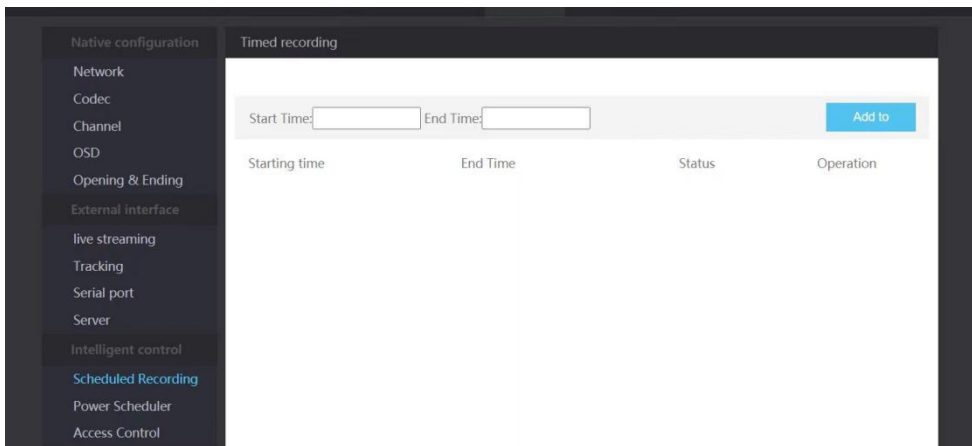 Native configuration
Network
Codec
Channel
OSD
Opening & Ending
External interface
live streaming
Tracking
Serial port
Server
Intelligent control
Scheduled Recording
Power Scheduler
Access Control
Timed recording
Start Time: End Time: Add to
Starting time End Time Status Operation